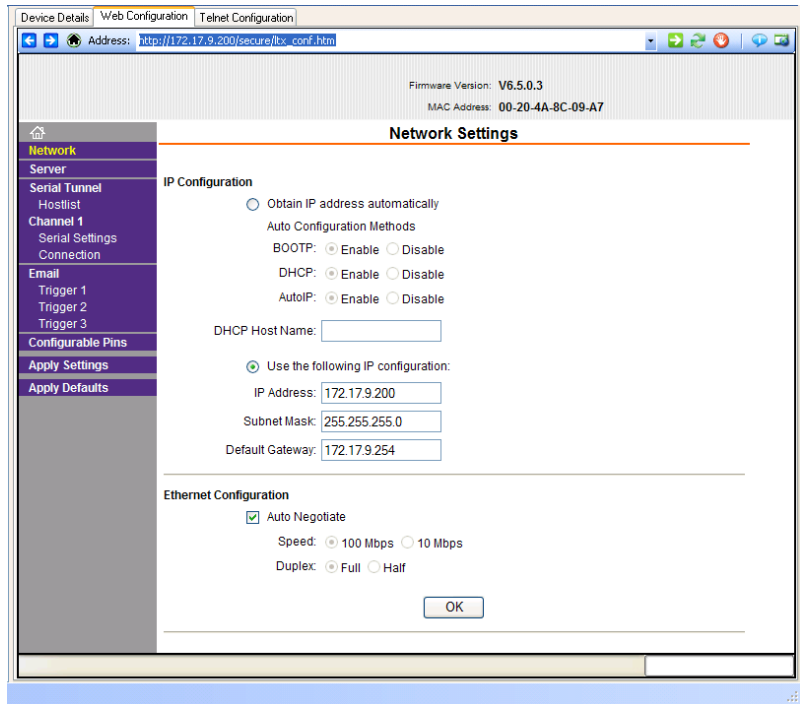 Device Details Web Configuration Telnet Configuration
Address: http://172.17.9.200/secure/ltx_conf.htm
Firmware Version: V6.5.0.3
MAC Address: 00-20-4A-8C-09-A7
Network
Server
Serial Tunnel
Hostlist
Channel 1
Serial Settings
Connection
Email
Trigger 1
Trigger 2
Trigger 3
Configurable Pins
Apply Settings
Apply Defaults
Network Settings
IP Configuration
Obtain IP address automatically
Auto Configuration Methods
BOOTP: Enable Disable
DHCP: Enable Disable
AutoIP: Enable Disable
DHCP Host Name:
Use the following IP configuration:
IP Address: 172.17.9.200
Subnet Mask: 255.255.255.0
Default Gateway: 172.17.9.254
Ethernet Configuration
Auto Negotiate
Speed: 100 Mbps 10 Mbps
Duplex: Full Half
OK